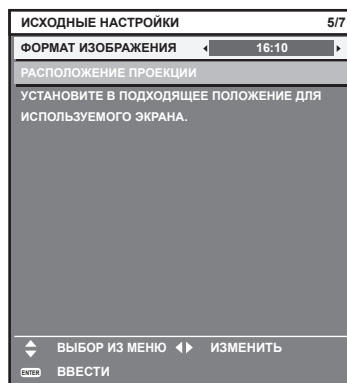 ИСХОДНЫЕ НАСТРОЙКИ 5/7
ФОРМАТ ИЗОБРАЖЕНИЯ 16:10
РАСПОЛОЖЕНИЕ ПРОЕКЦИИ
УСТАНОВИТЕ В ПОДХОДЯЩЕЕ ПОЛОЖЕНИЕ ДЛЯ
ИСПОЛЬЗУЕМОГО ЭКРАНА.
ВЫБОР ИЗ МЕНЮ ИЗМЕНИТЬ
ENTER ВВЕСТИ